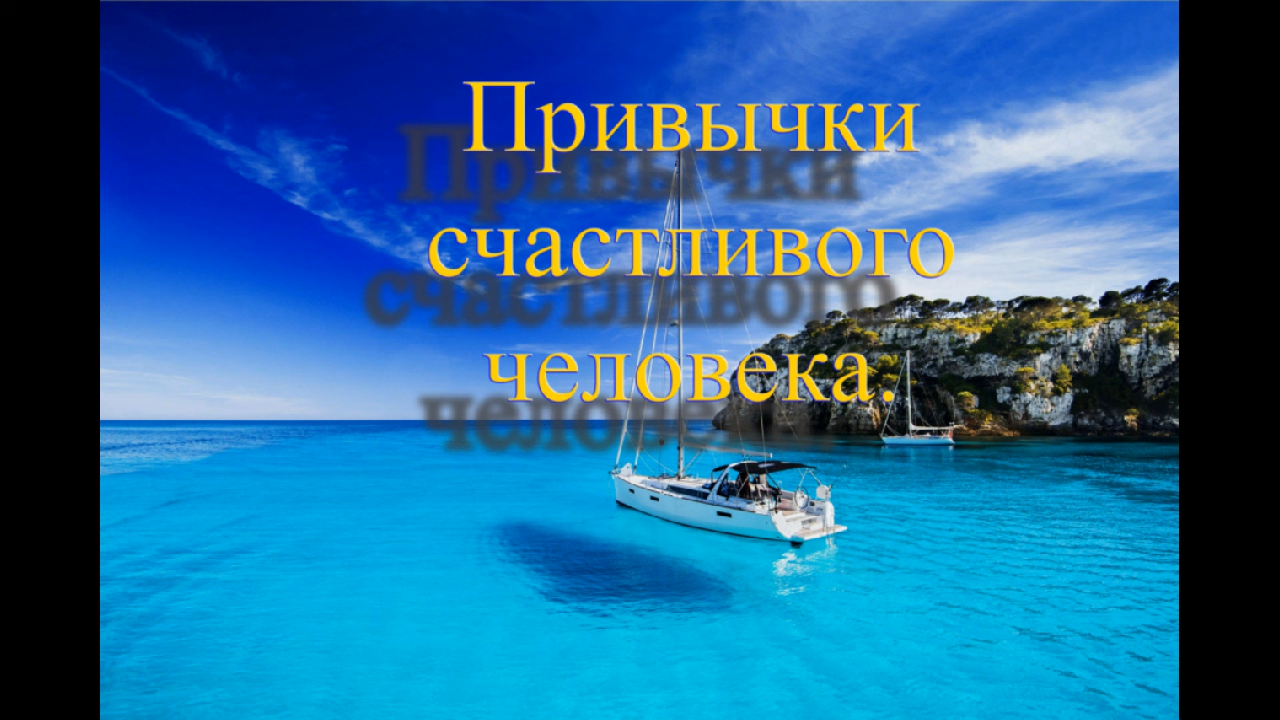 Привычки
счастливого
человека.